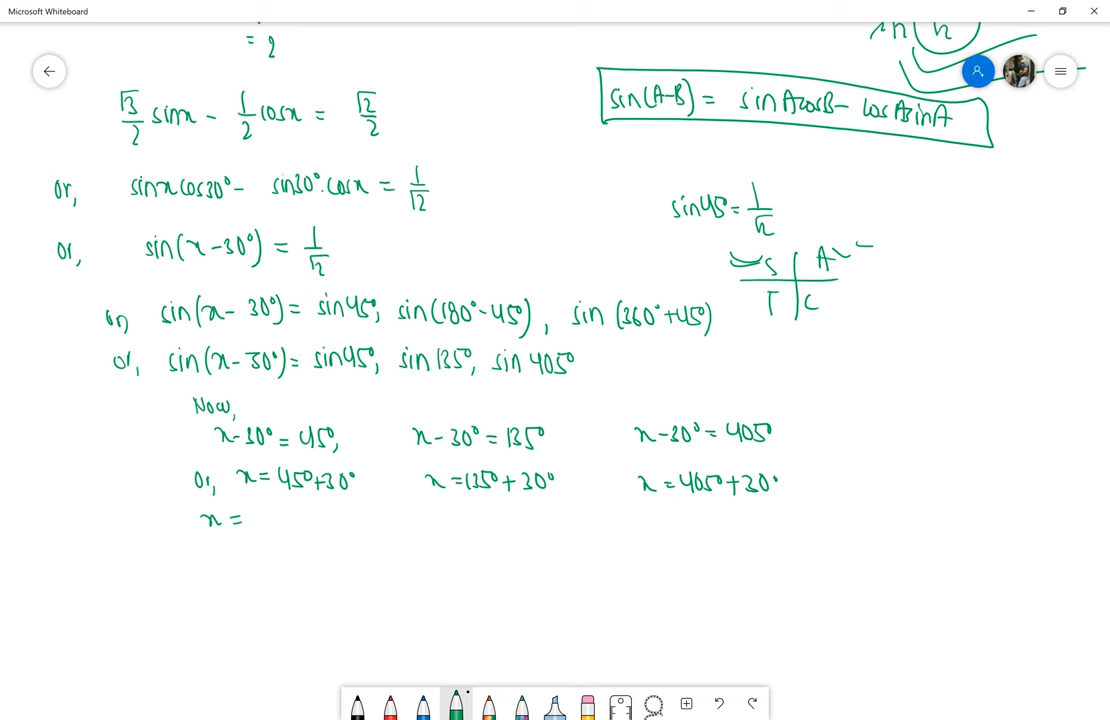 Microsoft Whiteboard
= 2
√3/2 sinx - 1/2 cosx = √2/2
sin(A-B) = sinAcosB - cosAsinA
or, sinxcos30° - sin30°.cosx = 1/√2
sin45° = 1/√2
or, sin(x-30°) = 1/√2
S | A
T | C
or, sin(x-30°) = sin45°, sin(180°-45°), sin(360°+45°)
or, sin(x-30°) = sin45°, sin135°, sin405°
Now,
x-30° = 45°, x-30° = 135° x-30° = 405°
Or, x = 45°+30° x = 135°+30° x = 405°+30°
x =